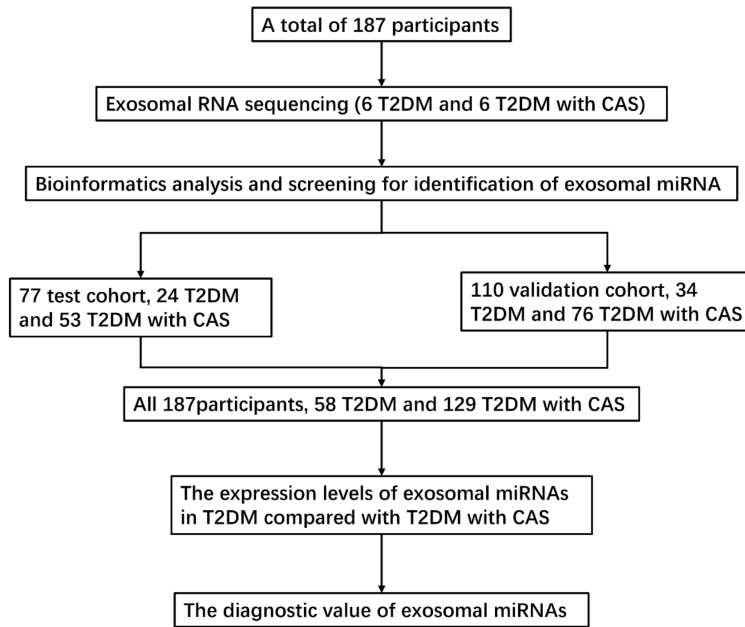 A total of 187 participants
Exosomal RNA sequencing (6 T2DM and 6 T2DM with CAS)
Bioinformatics analysis and screening for identification of exosomal miRNA
77 test cohort, 24 T2DM
and 53 T2DM with CAS
110 validation cohort, 34
T2DM and 76 T2DM with CAS
All 187participants, 58 T2DM and 129 T2DM with CAS
The expression levels of exosomal miRNAs
in T2DM compared with T2DM with CAS
The diagnostic value of exosomal miRNAs